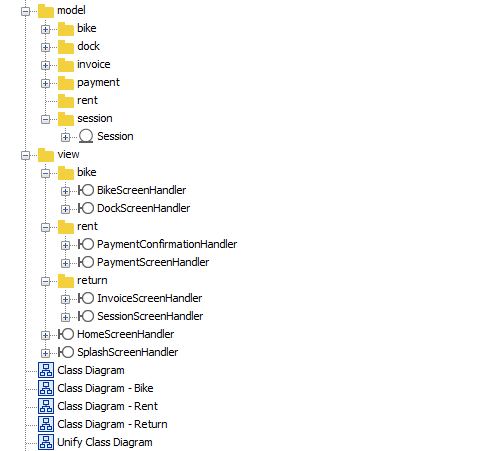 model
bike
dock
invoice
payment
rent
session
Session
view
bike
BikeScreenHandler
DockScreenHandler
rent
PaymentConfirmationHandler
PaymentScreenHandler
return
InvoiceScreenHandler
SessionScreenHandler
HomeScreenHandler
SplashScreenHandler
Class Diagram
Class Diagram - Bike
Class Diagram - Rent
Class Diagram - Return
Unify Class Diagram